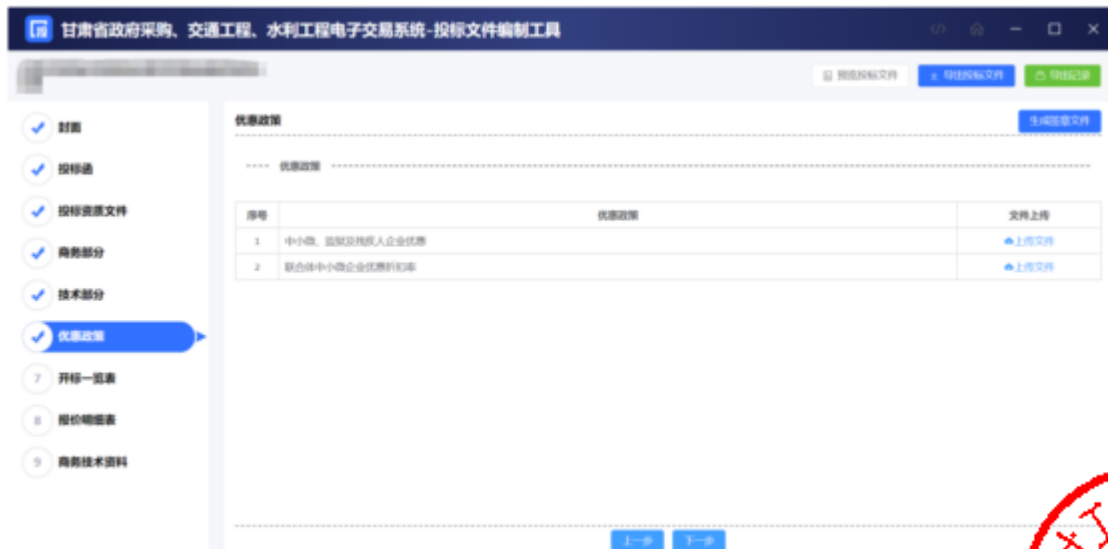 甘肃省政府采购、交通工程、水利工程电子交易系统-投标文件编制工具
预览投标文件 导出投标文件 导出记录
封面
投标函
投标资质文件
商务部分
技术部分
优惠政策
7 开标一览表
8 报价明细表
9 商务技术资料
优惠政策 生成签章文件
优惠政策
序号 优惠政策 文件上传
1 中小微、监狱及残疾人企业优惠 上传文件
2 联合体中小微企业优惠折扣率 上传文件
上一步 下一步